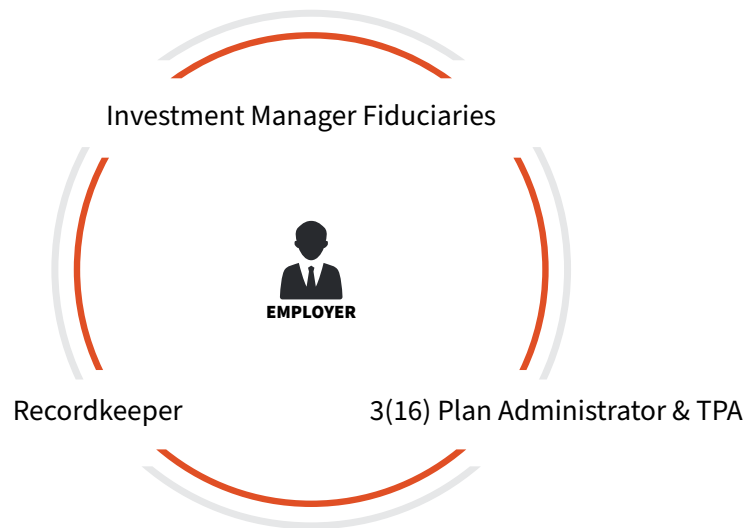 Investment Manager Fiduciaries
EMPLOYER
Recordkeeper
3(16) Plan Administrator & TPA